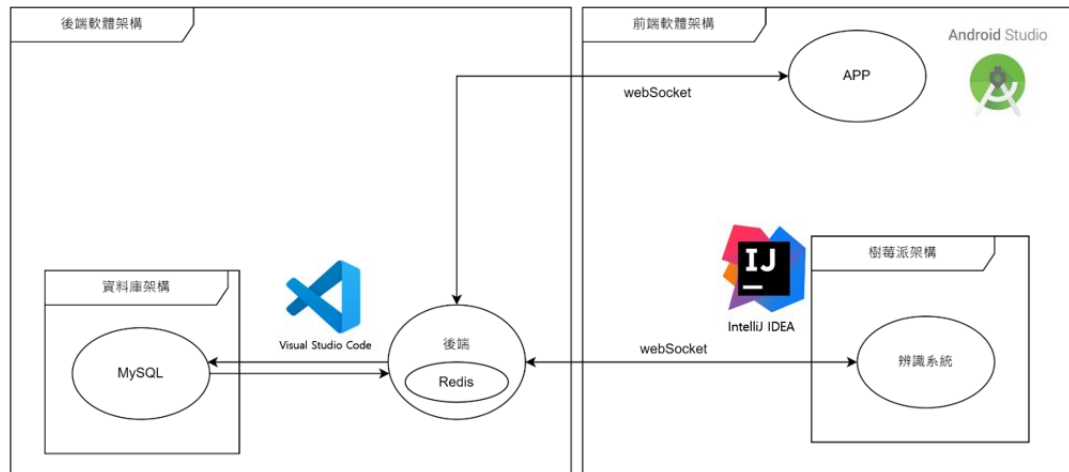 後端軟體架構
前端軟體架構
Android Studio
APP
webSocket
IJ
樹莓派架構
資料庫架構
IntelliJ IDEA
Visual Studio Code
後端
webSocket
辨識系統
MySQL
Redis